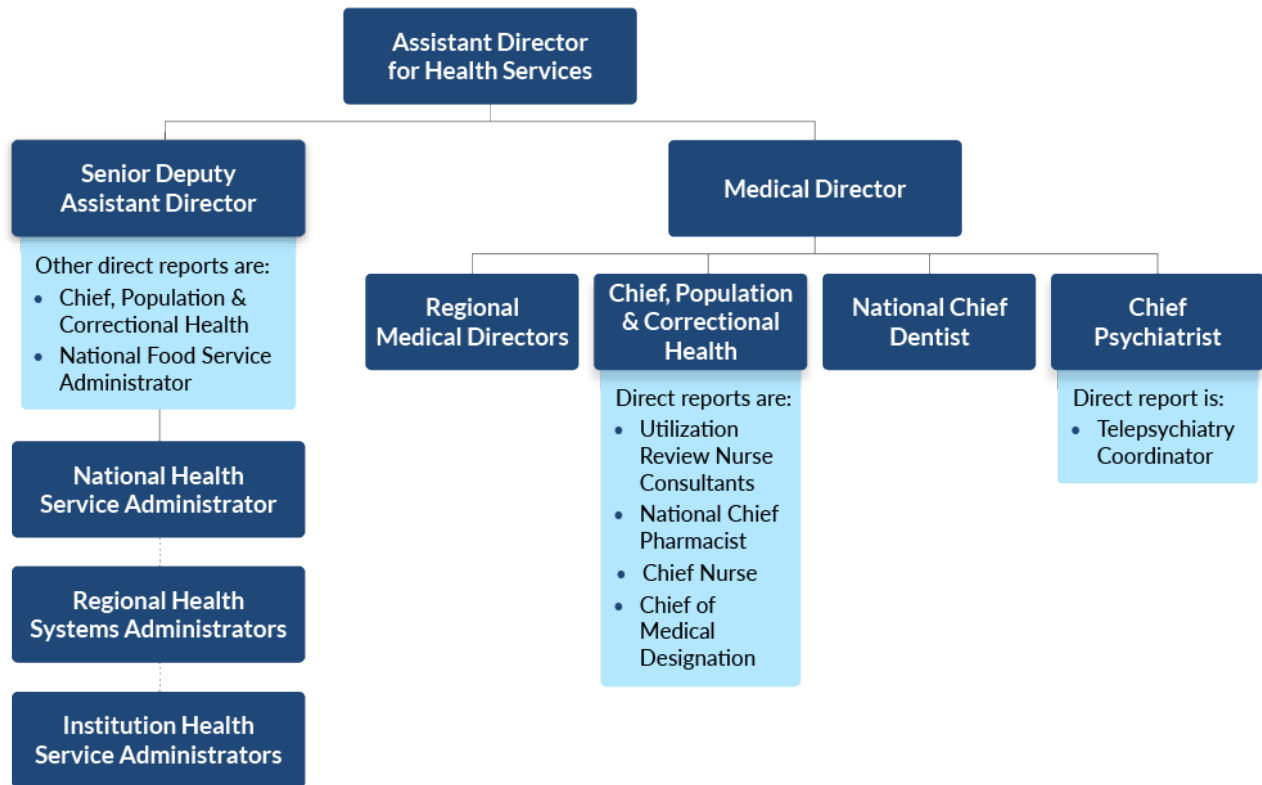 Assistant Director
for Health Services
Senior Deputy
Assistant Director
Other direct reports are:
• Chief, Population &
Correctional Health
• National Food Service
Administrator
National Health
Service Administrator
Regional Health
Systems Administrators
Institution Health
Service Administrators
Medical Director
Regional
Medical Directors
Chief, Population
& Correctional
Health
Direct reports are:
• Utilization
Review Nurse
Consultants
• National Chief
Pharmacist
• Chief Nurse
• Chief of
Medical
Designation
National Chief
Dentist
Chief
Psychiatrist
Direct report is:
• Telepsychiatry
Coordinator